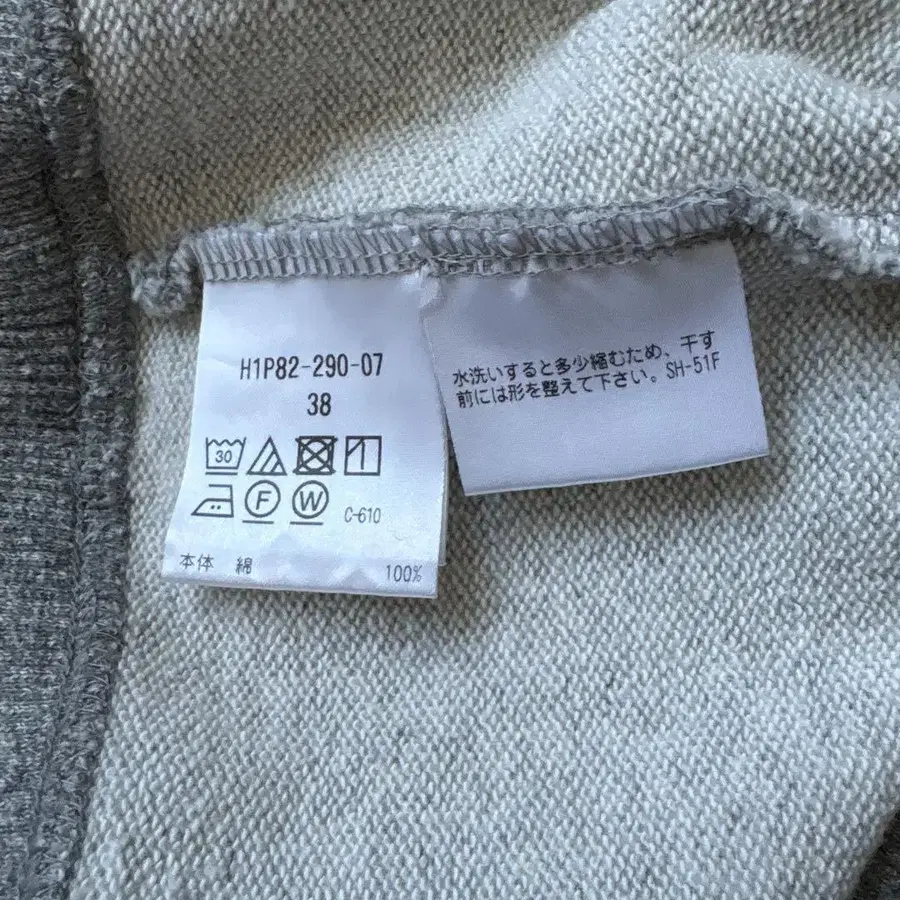 H1P82-290-07
38
30
F W C-610
本体 綿 100%
水洗いすると多少縮むため、干す
前には形を整えて下さい。SH-51F